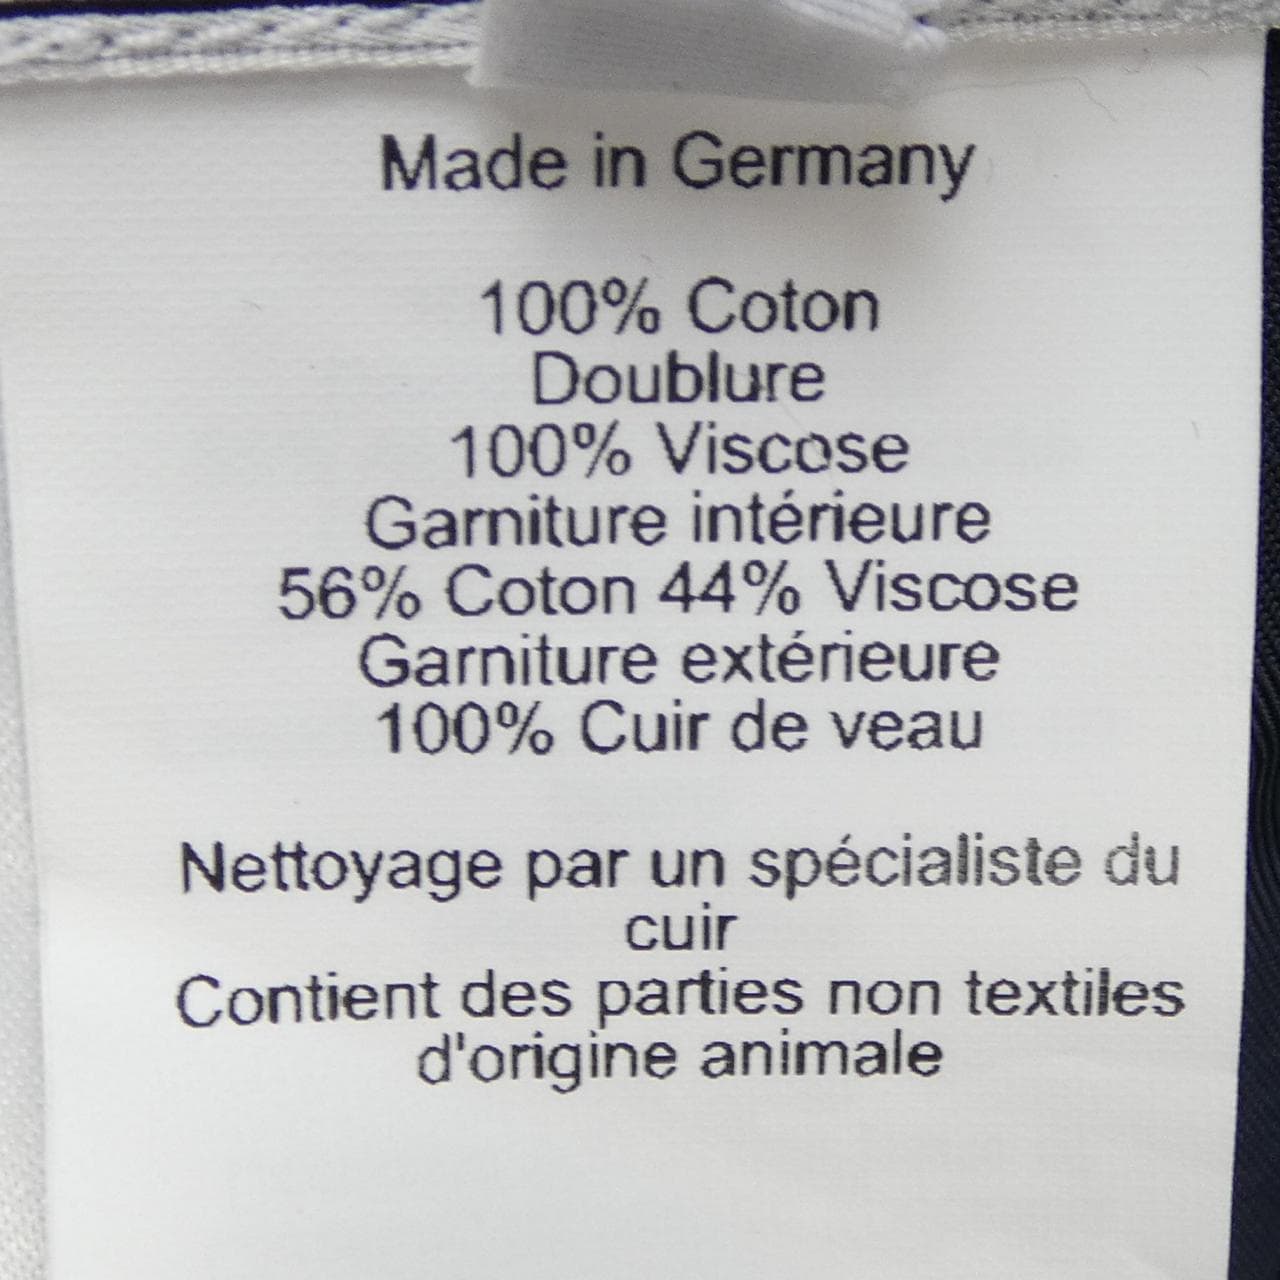 Made in Germany
100% Coton
Doublure
100% Viscose
Garniture intérieure
56% Coton 44% Viscose
Garniture extérieure
100% Cuir de veau
Nettoyage par un spécialiste du
cuir
Contient des parties non textiles
d'origine animale